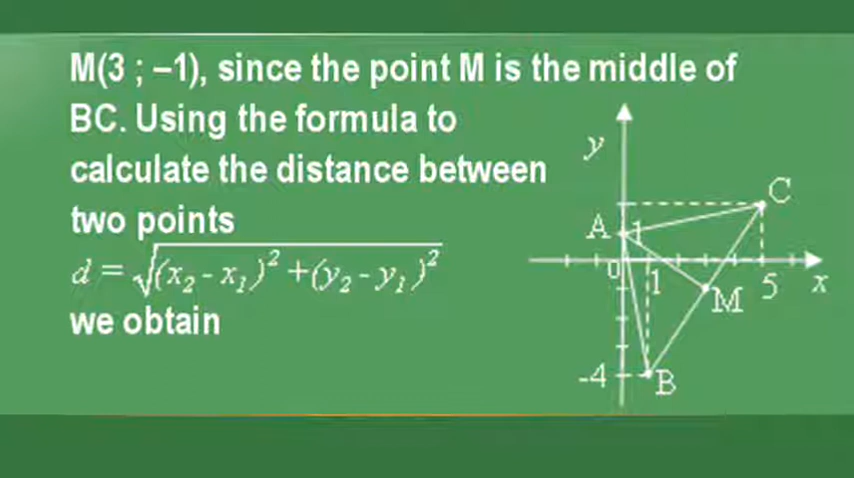 M(3 ; –1), since the point M is the middle of
BC. Using the formula to
calculate the distance between
two points
d = √(x₂ - x₁)² + (y₂ - y₁)²
we obtain
y
C
A 1
0 1 M 5 x
-4 B